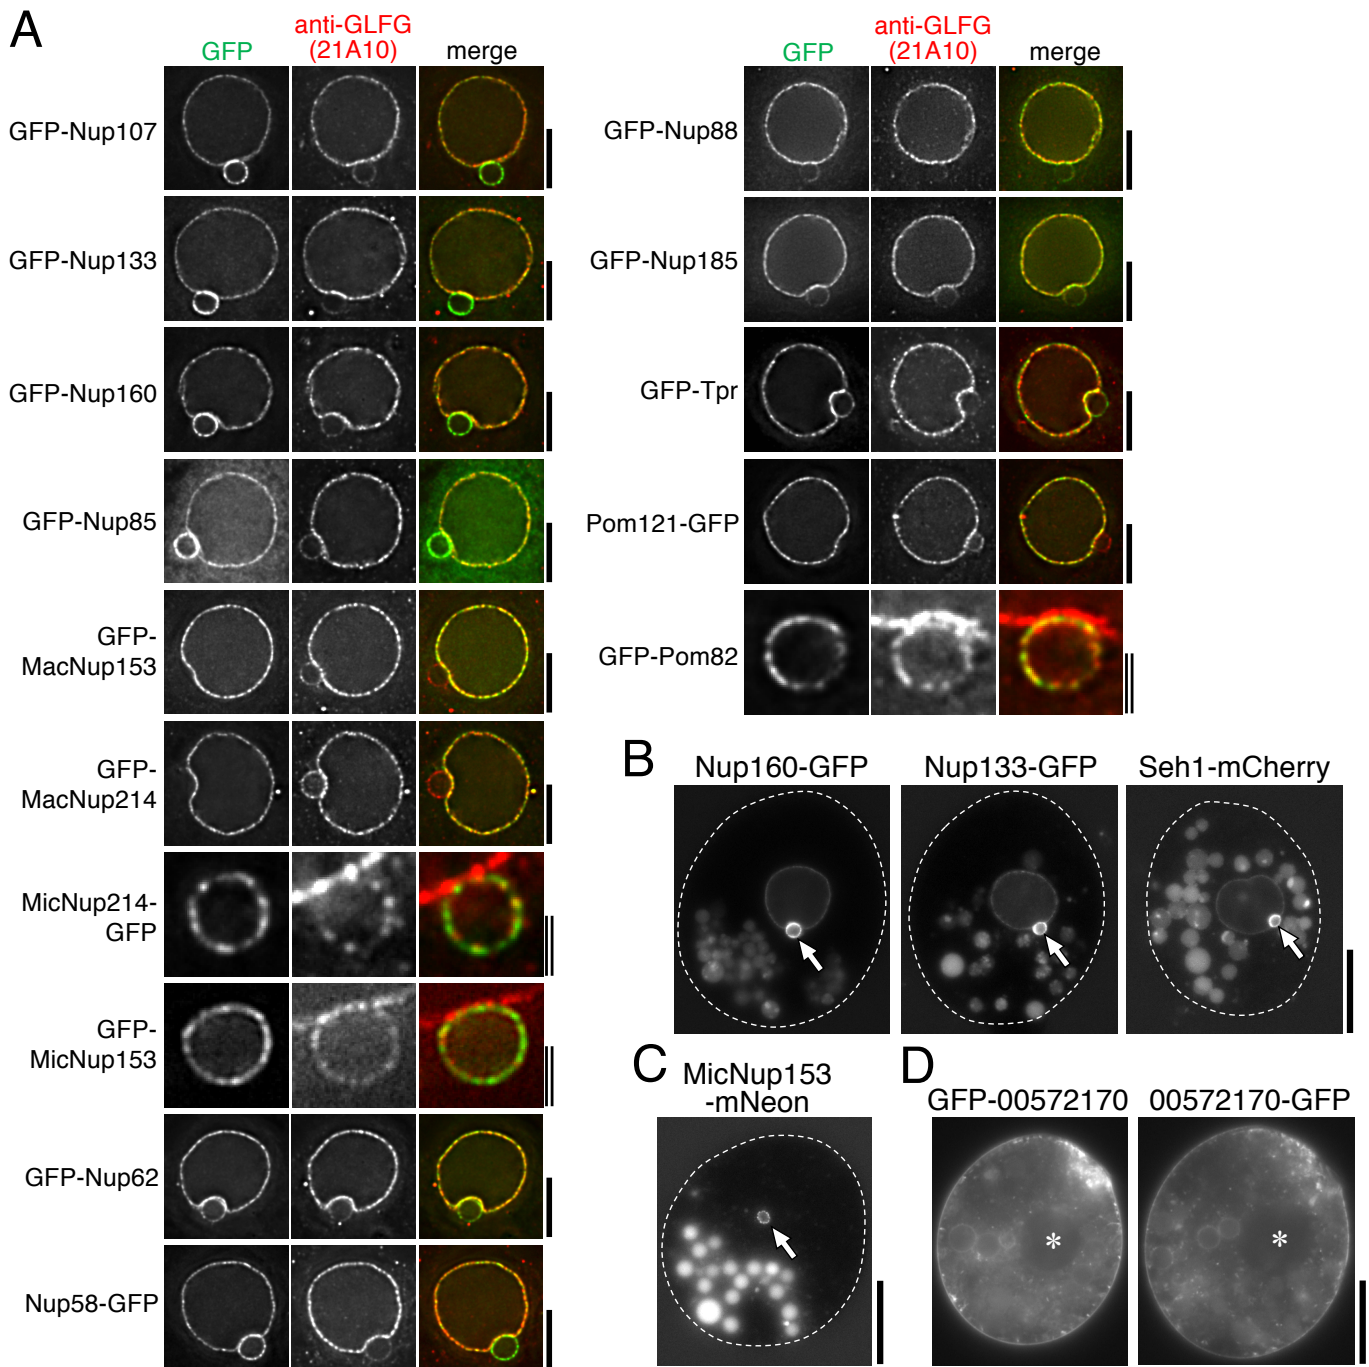 A
GFP
anti-GLFG
(21A10)
merge
GFP-Nup107
GFP-Nup133
GFP-Nup160
GFP-Nup85
GFP-
MacNup153
GFP-
MacNup214
MicNup214-
GFP
GFP-
MicNup153
GFP-Nup62
Nup58-GFP
GFP
anti-GLFG
(21A10)
merge
GFP-Nup88
GFP-Nup185
GFP-Tpr
Pom121-GFP
GFP-Pom82
B
Nup160-GFP
Nup133-GFP
Seh1-mCherry
C
MicNup153
-mNeon
D
GFP-00572170
00572170-GFP
*
*